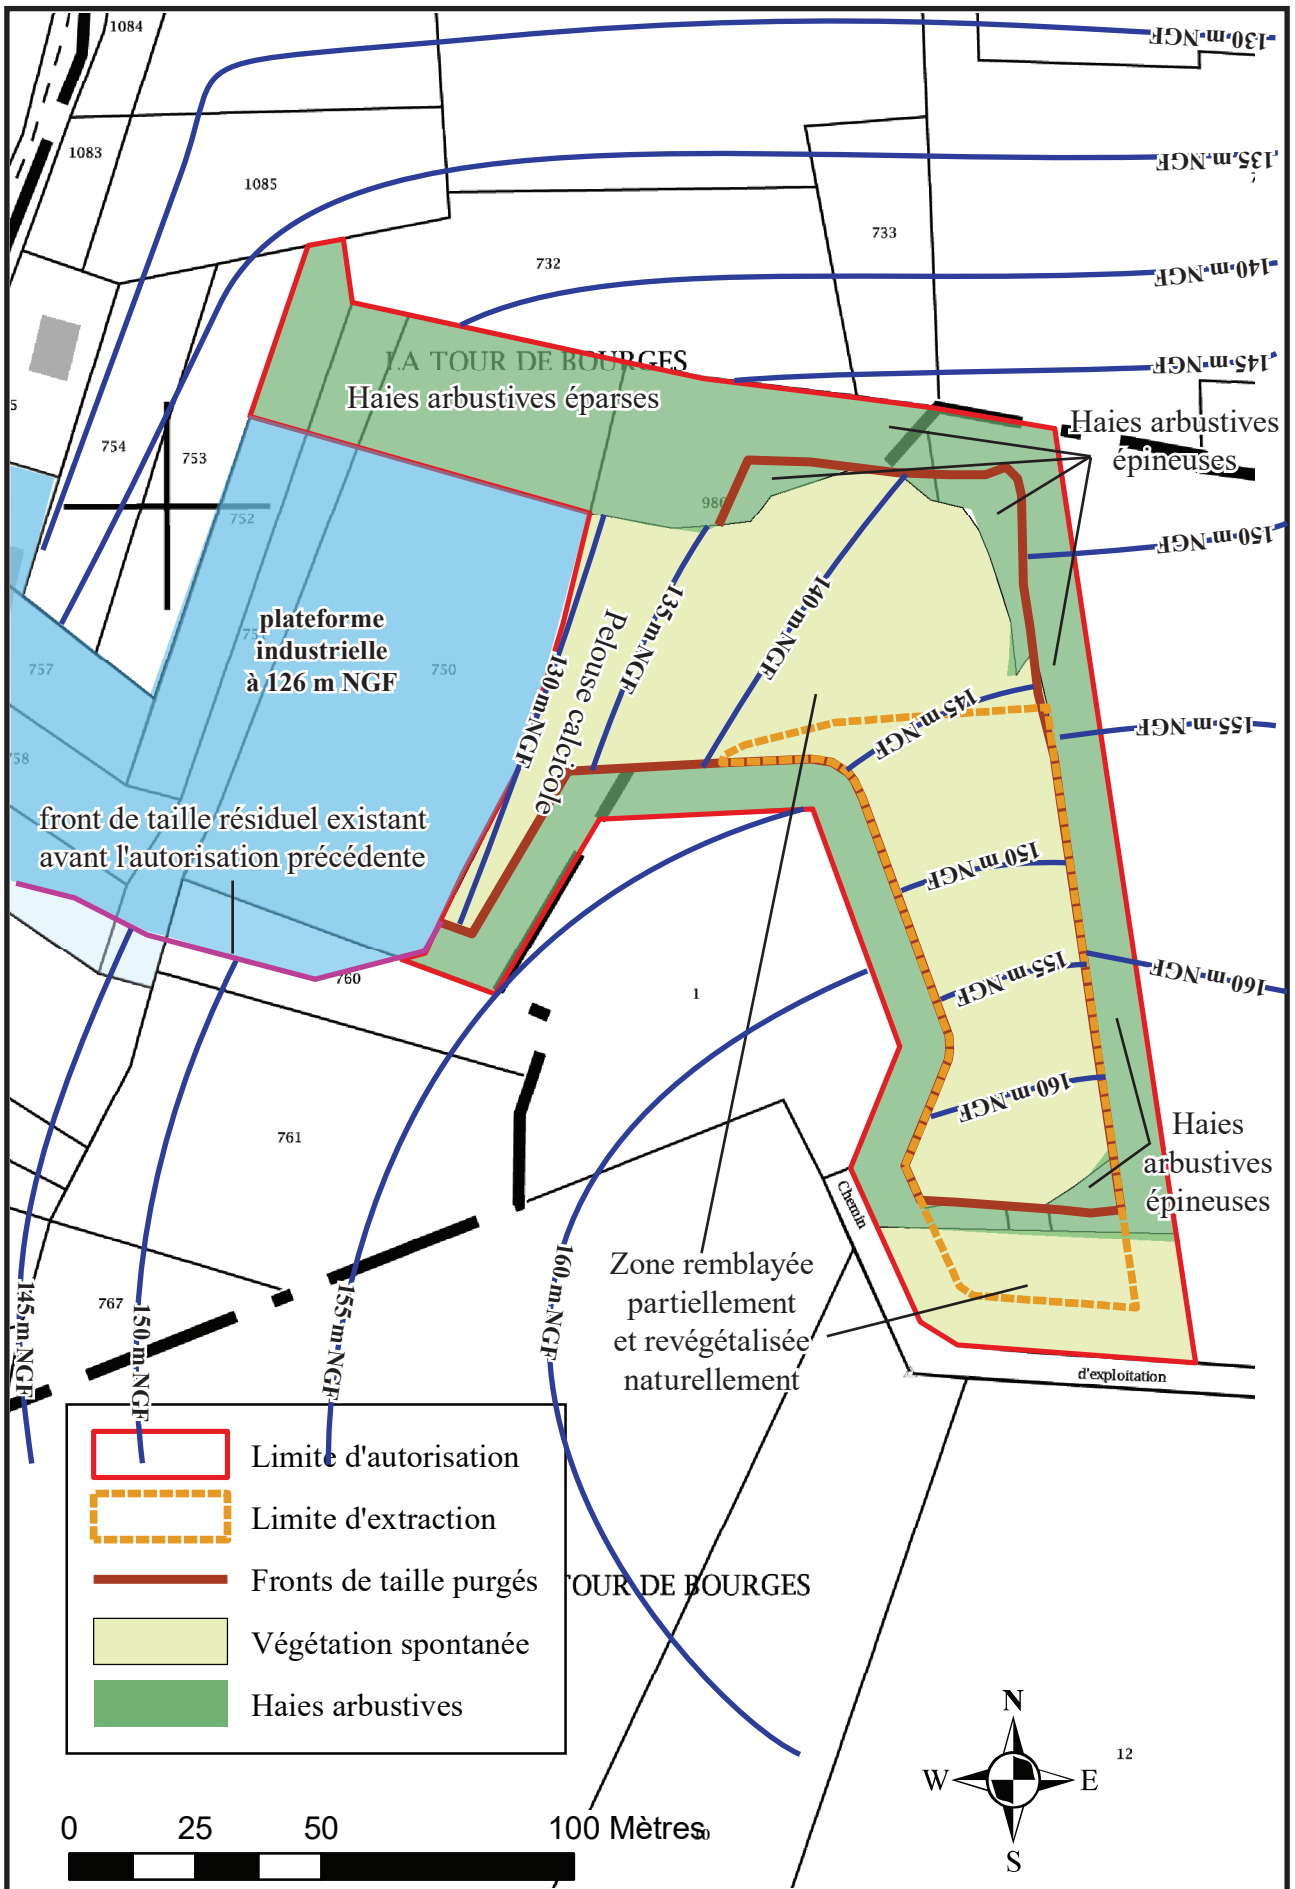 1084
130 m NGF
1083
135 m NGF
1085
733
732
140 m NGF
LA TOUR DE BOURGES
145 m NGF
Haies arbustives éparses
5
Haies arbustives
épineuses
754
753
986
752
150 m NGF
plateforme
industrielle
à 126 m NGF
751
757
750
130 m NGF
Pelouse calcicole
135 m NGF
140 m NGF
145 m NGF
155 m NGF
758
front de taille résiduel existant
avant l'autorisation précédente
150 m NGF
155 m NGF
160 m NGF
760
1
160 m NGF
761
Haies
arbustives
épineuses
Chemin
Zone remblayée
partiellement
et revégétalisée
naturellement
767
145 m NGF
150 m NGF
155 m NGF
160 m NGF
d'exploitation
Limite d'autorisation
Limite d'extraction
Fronts de taille purgés
TOUR DE BOURGES
Végétation spontanée
Haies arbustives
N
W
E
S
12
0 25 50 100 Mètres